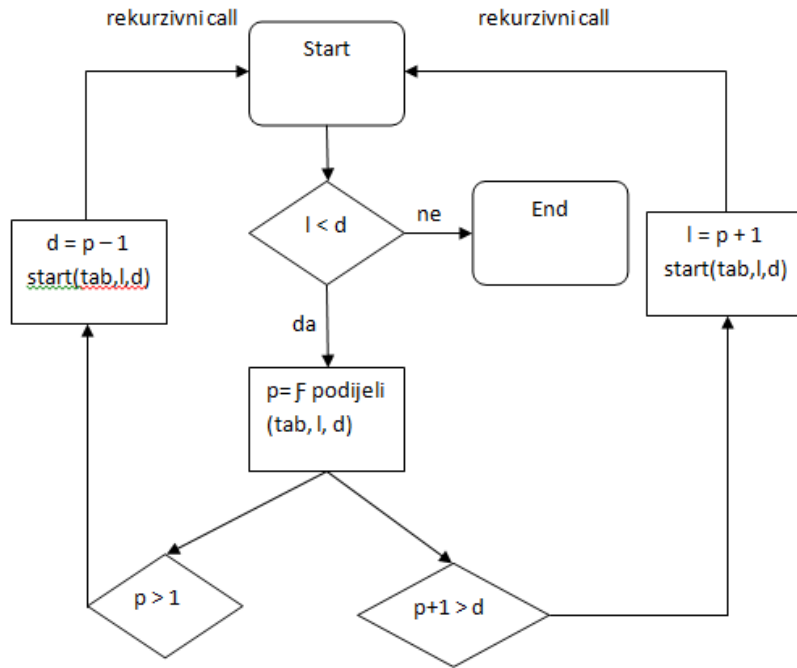 rekurzivni call
rekurzivni call
Start
l < d
ne
End
d = p – 1
start(tab,l,d)
l = p + 1
start(tab,l,d)
da
p= Ƒ podijeli
(tab, l, d)
p > 1
p+1 > d